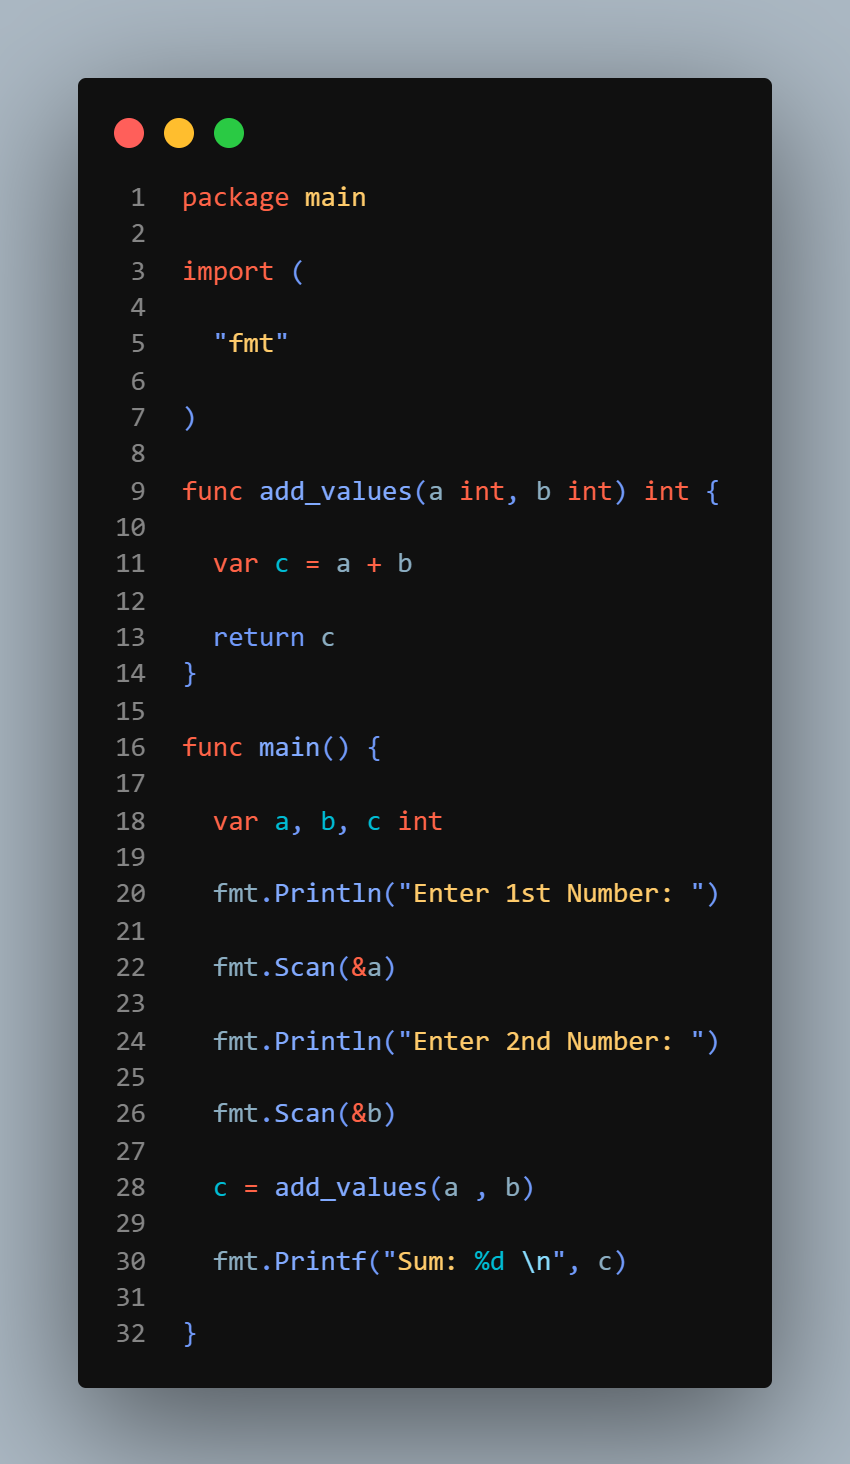 1 package main
2
3 import (
4
5   "fmt"
6
7 )
8
9 func add_values(a int, b int) int {
10
11   var c = a + b
12
13   return c
14 }
15
16 func main() {
17
18   var a, b, c int
19
20   fmt.Println("Enter 1st Number: ")
21
22   fmt.Scan(&a)
23
24   fmt.Println("Enter 2nd Number: ")
25
26   fmt.Scan(&b)
27
28   c = add_values(a , b)
29
30   fmt.Printf("Sum: %d \n", c)
31
32 }